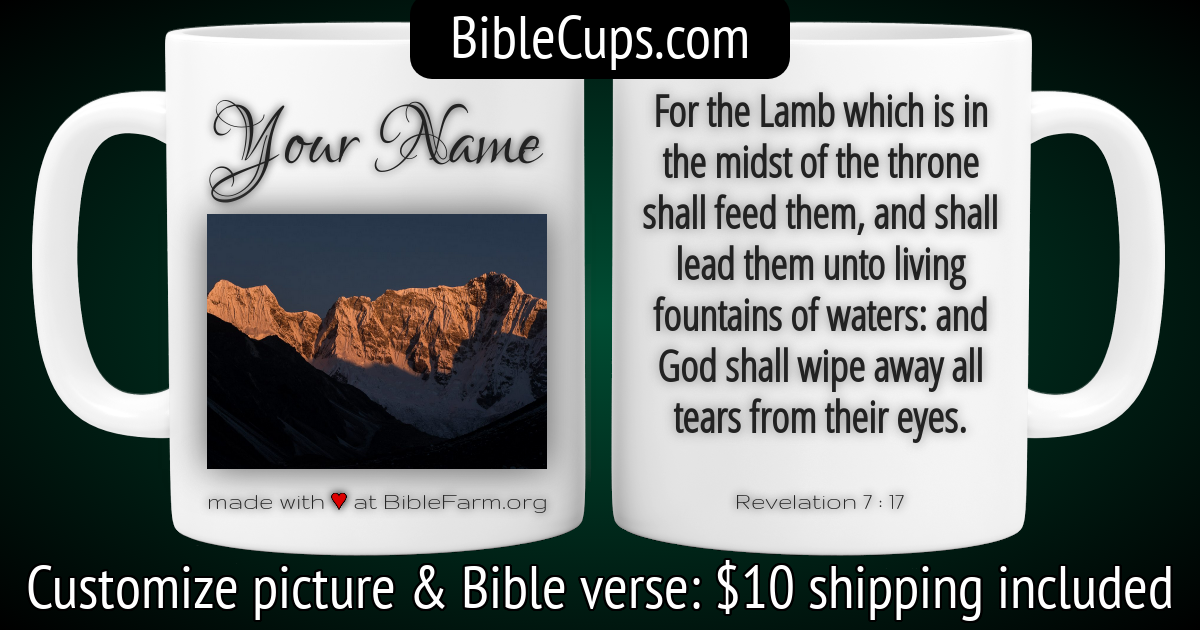 BibleCups.com
Your Name
made with ♥ at BibleFarm.org
For the Lamb which is in
the midst of the throne
shall feed them, and shall
lead them unto living
fountains of waters: and
God shall wipe away all
tears from their eyes.
Revelation 7 : 17
Customize picture & Bible verse: $10 shipping included